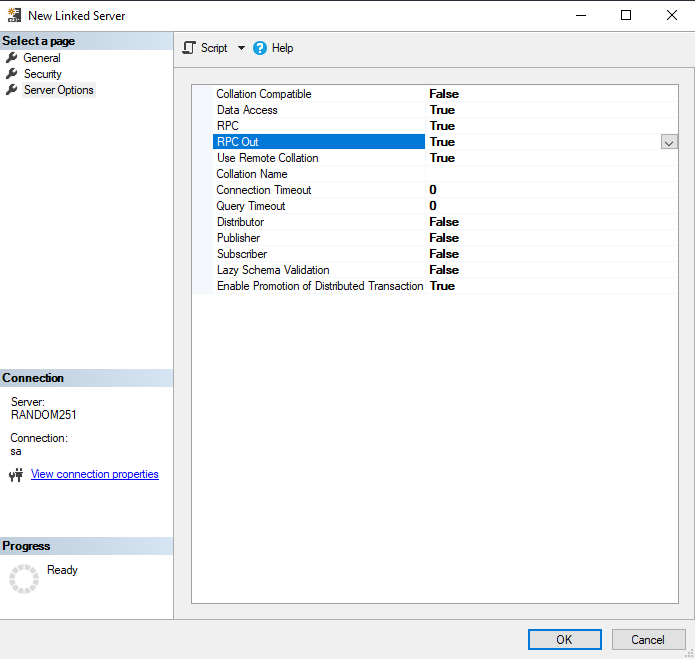 New Linked Server
Select a page
General
Security
Server Options
Script
Help
Collation Compatible False
Data Access True
RPC True
RPC Out True
Use Remote Collation True
Collation Name
Connection Timeout 0
Query Timeout 0
Distributor False
Publisher False
Subscriber False
Lazy Schema Validation False
Enable Promotion of Distributed Transaction True
Connection
Server:
RANDOM251
Connection:
sa
View connection properties
Progress
Ready
OK
Cancel